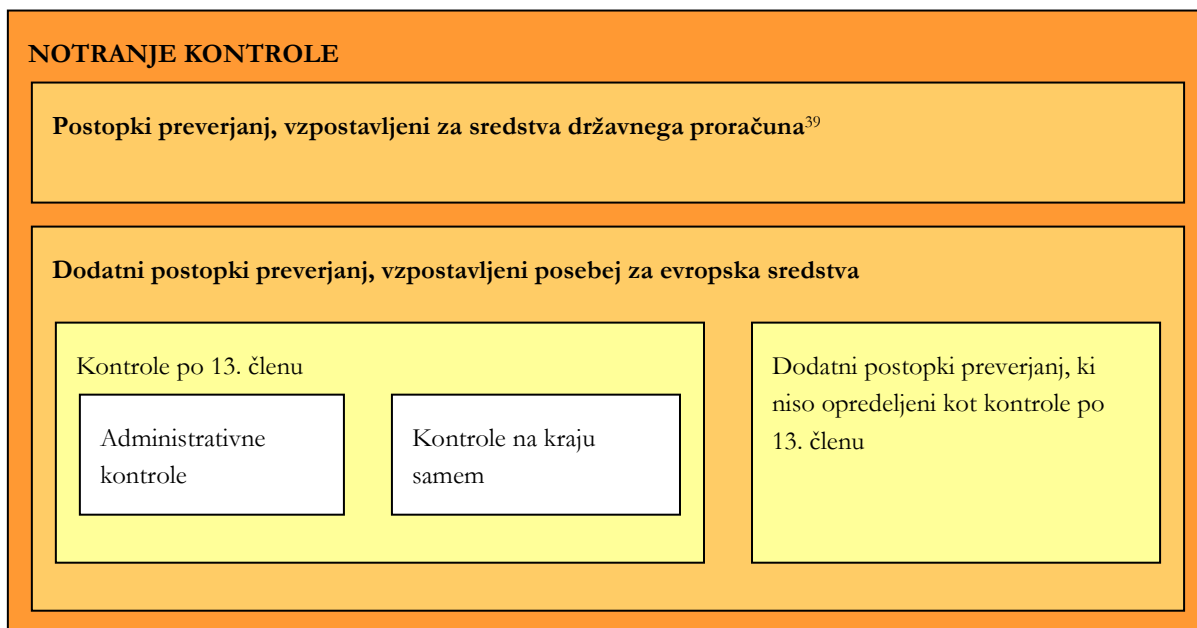 NOTRANJE KONTROLE
Postopki preverjanj, vzpostavljeni za sredstva državnega proračuna³⁹
Dodatni postopki preverjanj, vzpostavljeni posebej za evropska sredstva
Kontrole po 13. členu
Administrativne
kontrole
Kontrole na kraju
samem
Dodatni postopki preverjanj, ki
niso opredeljeni kot kontrole po
13. členu